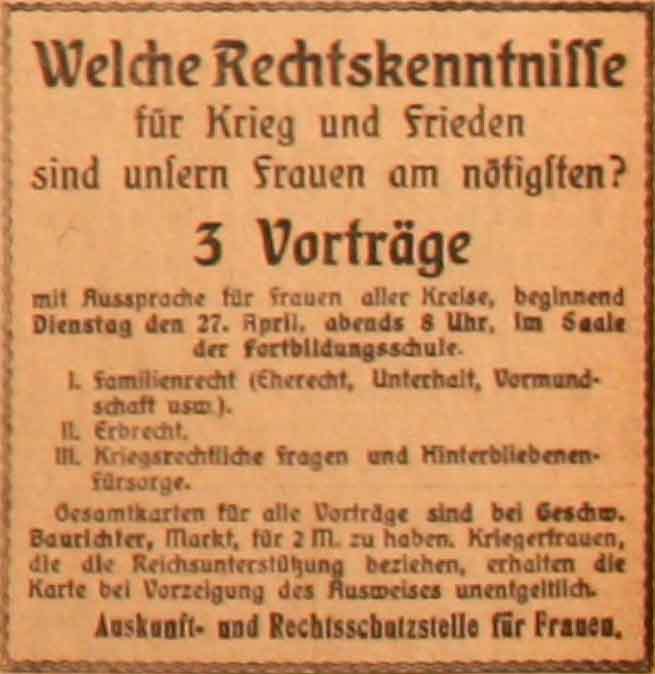 Welche Rechtskenntnisse
für Krieg und Frieden
sind unsern Frauen am nötigsten?
3 Vorträge
mit Aussprache für Frauen aller Kreise, beginnend
Dienstag den 27. April, abends 8 Uhr, im Saale
der Fortbildungsschule.
I. Familienrecht (Eherecht, Unterhalt, Vormund-
schaft usw.).
II. Erbrecht.
III. Kriegsrechtliche Fragen und Hinterbliebenen-
fürsorge.
Gesamtkarten für alle Vorträge sind bei Geschw.
Baurichter, Markt, für 2 M. zu haben. Kriegerfrauen,
die die Reichsunterstützung beziehen, erhalten die
Karte bei Vorzeigung des Ausweises unentgeltlich.
Auskunft- und Rechtsschutzstelle für Frauen.